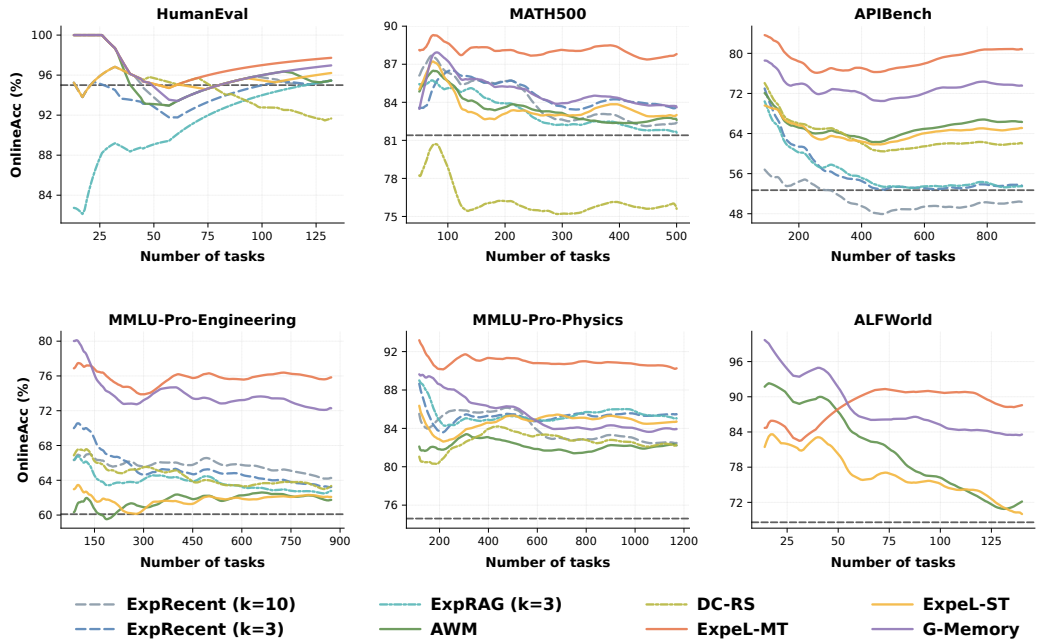 HumanEval
MATH500
APIBench
OnlineAcc (%)
100
96
92
88
84
25
50
75
100
125
Number of tasks
90
87
84
81
78
75
100
200
300
400
500
Number of tasks
80
72
64
56
48
200
400
600
800
Number of tasks
MMLU-Pro-Engineering
MMLU-Pro-Physics
ALFWorld
OnlineAcc (%)
80
76
72
68
64
60
150
300
450
600
750
900
Number of tasks
92
88
84
80
76
200
400
600
800
1000
1200
Number of tasks
96
90
84
78
72
25
50
75
100
125
Number of tasks
ExpRecent (k=10)
ExpRAG (k=3)
DC-RS
ExpeL-ST
ExpRecent (k=3)
AWM
ExpeL-MT
G-Memory